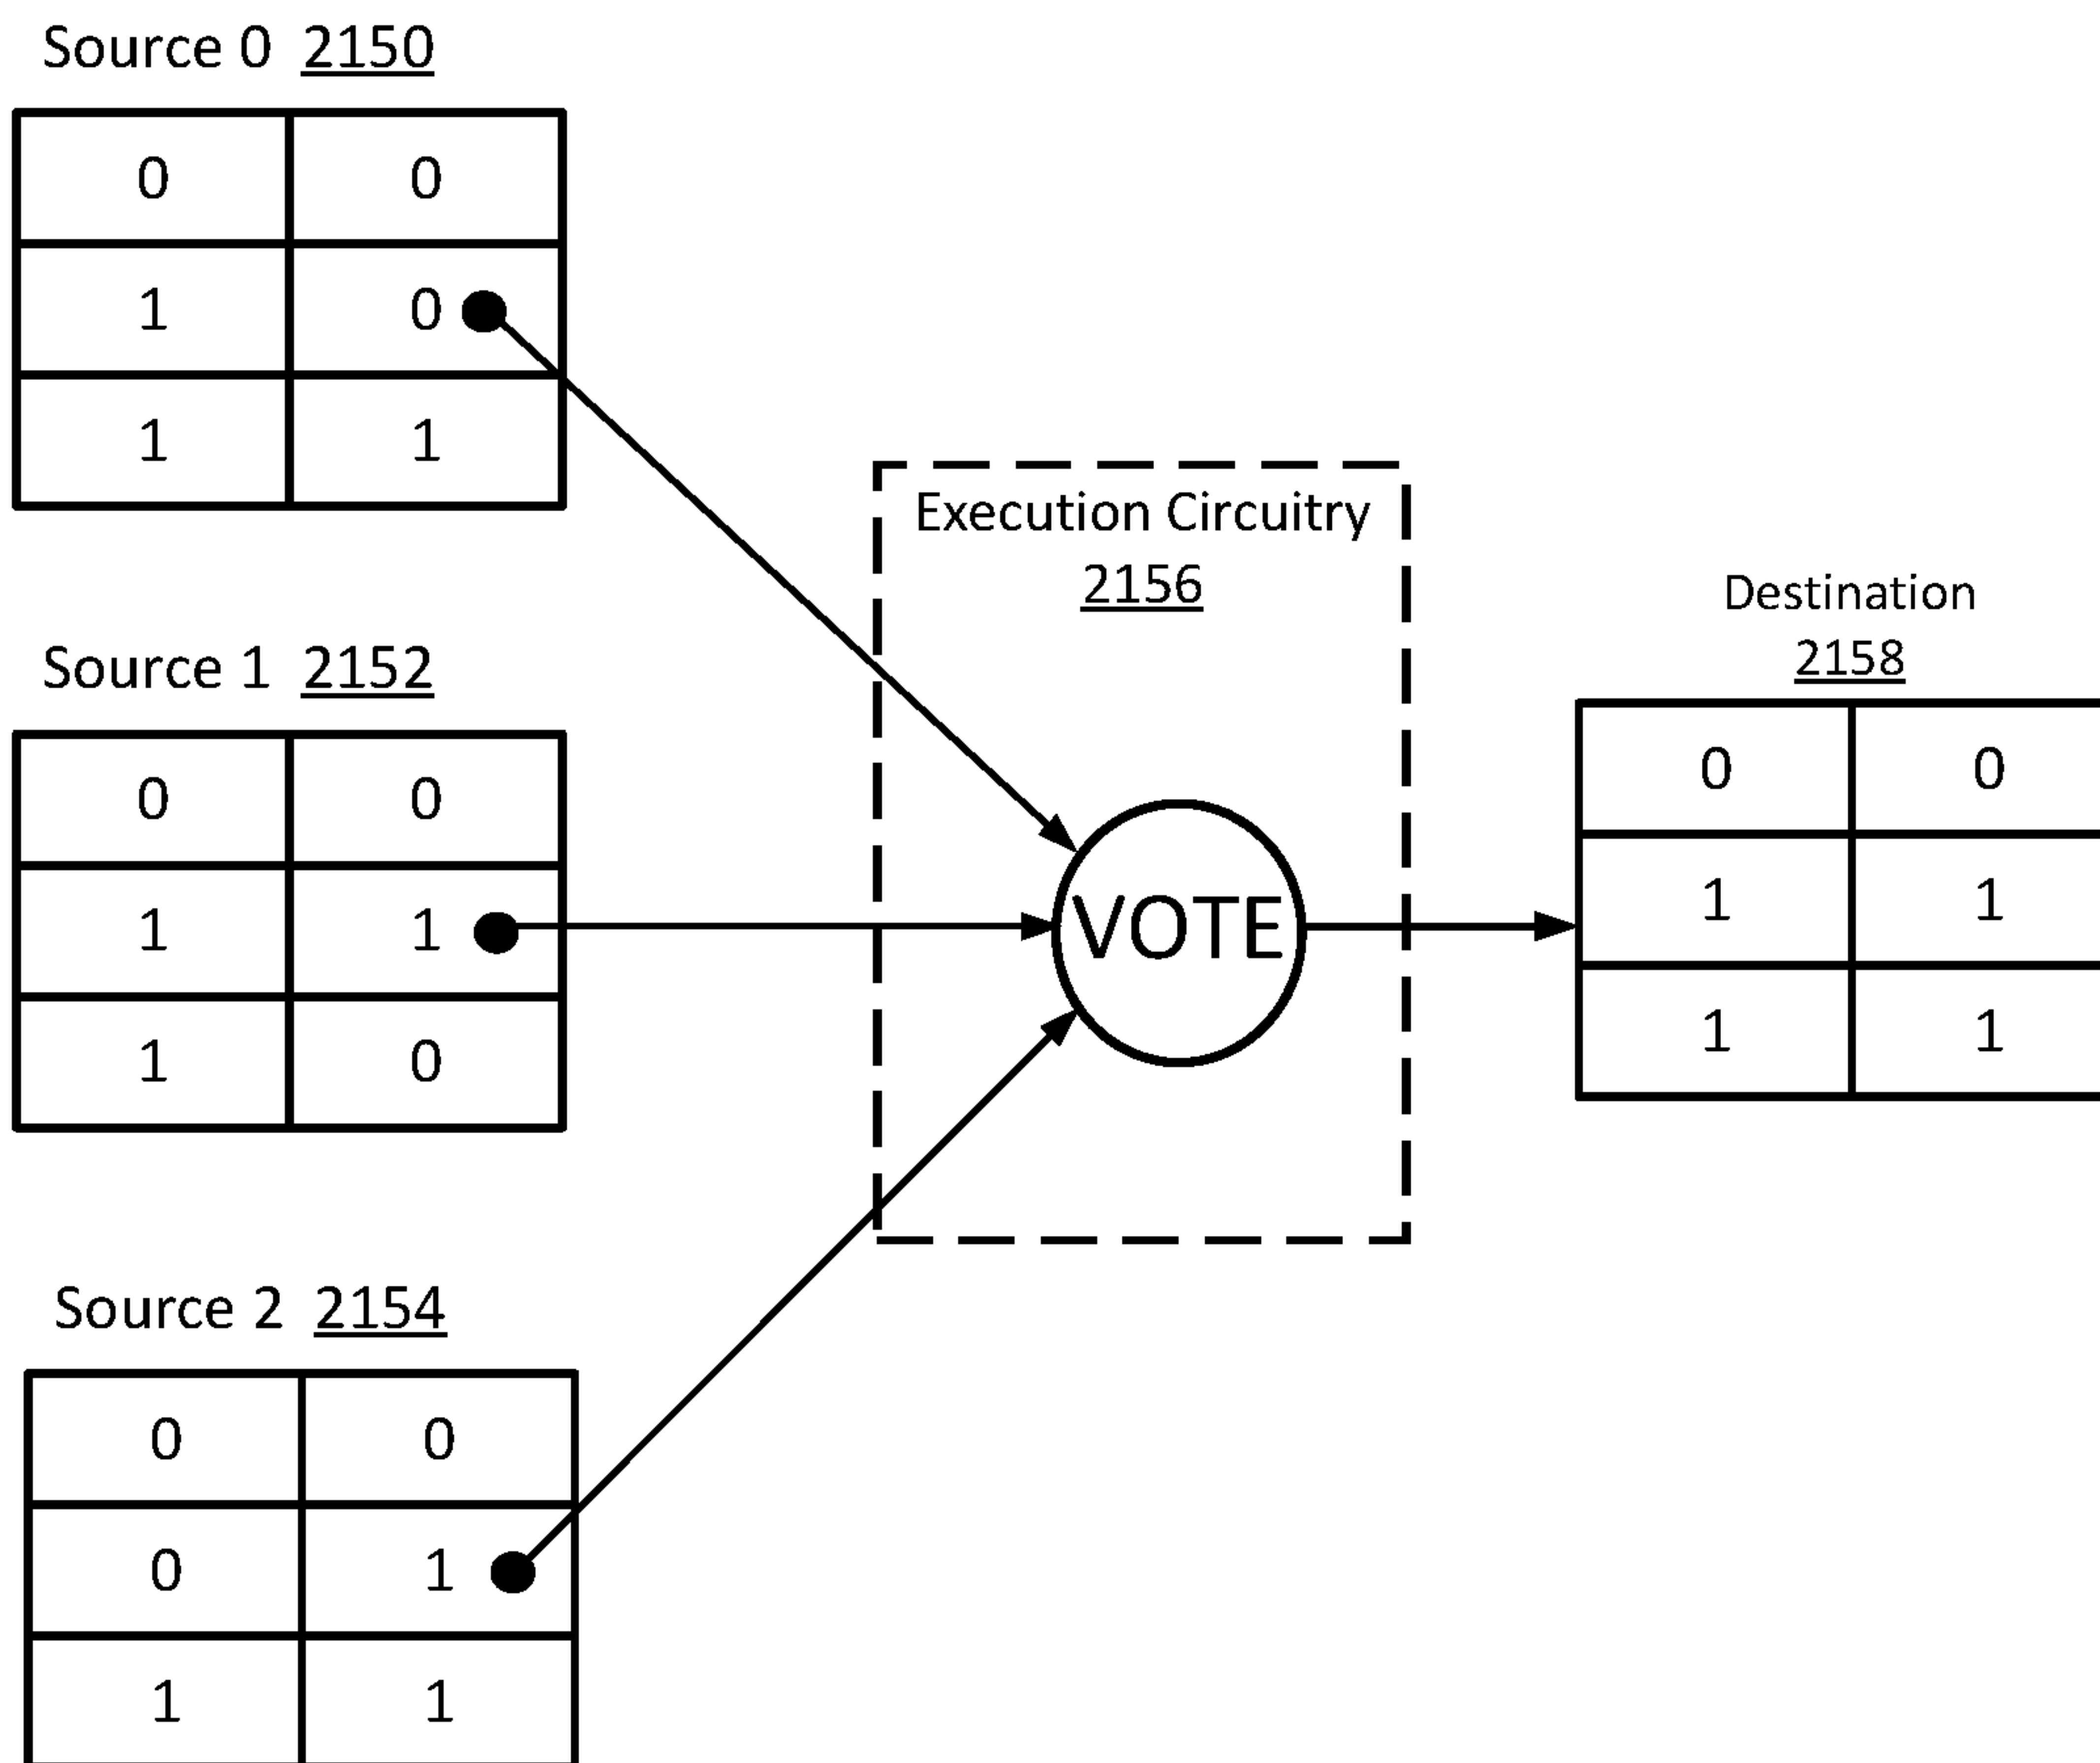 Source 0 2150
0 0
1 0
1 1
Source 1 2152
0 0
1 1
1 0
Source 2 2154
0 0
0 1
1 1
Execution Circuitry
2156
VOTE
Destination
2158
0 0
1 1
1 1